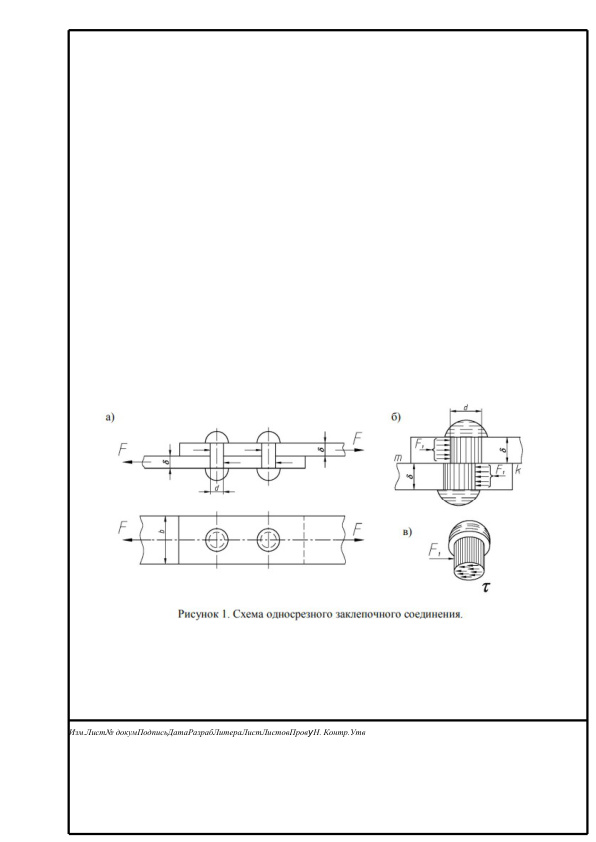 а)
б)
F
F
δ
δ
d
F
F
b
d
F₁
δ
m
δ
F₁
k
в)
F₁
τ
Рисунок 1. Схема односрезного заклепочного соединения.
Изм.Лист№ докумПодписьДатаРазрабЛитераЛистЛистовПровУН. Контр.Утв